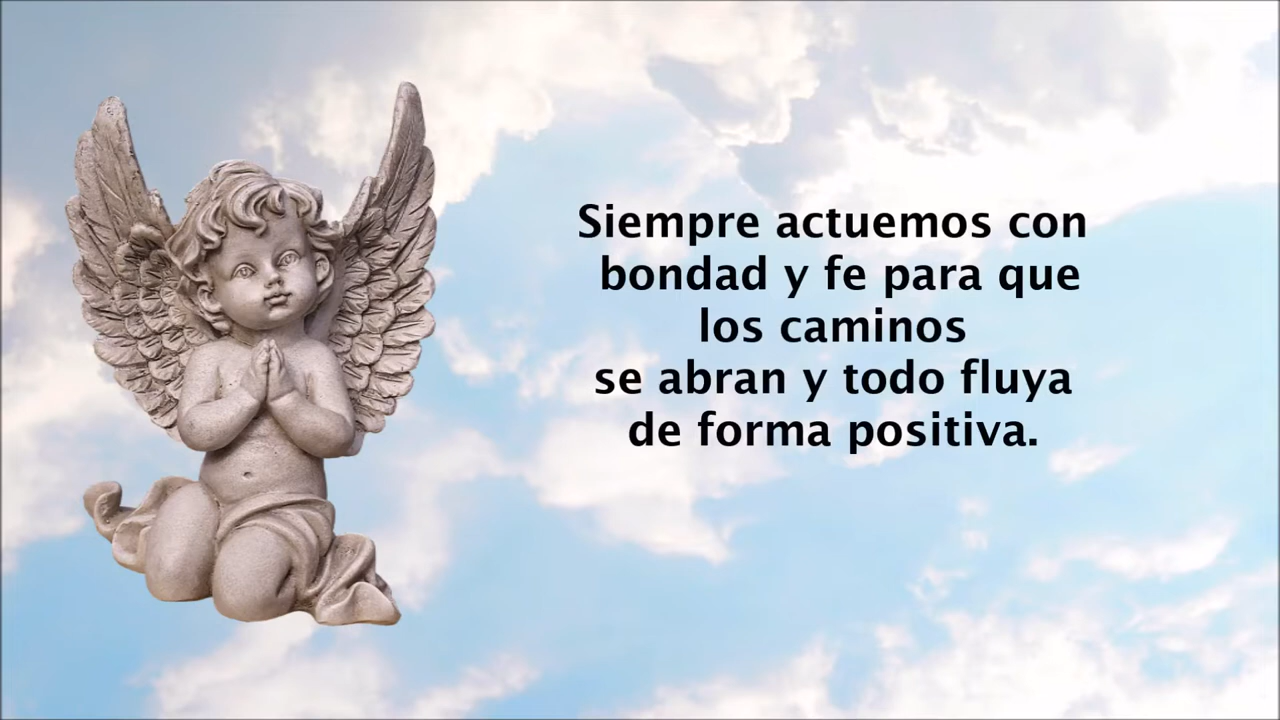 Siempre actuemos con
bondad y fe para que
los caminos
se abran y todo fluya
de forma positiva.